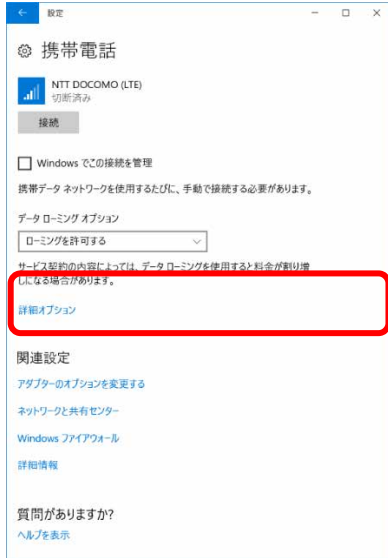 設定
携帯電話
NTT DOCOMO (LTE)
切断済み
接続
Windows でこの接続を管理
携帯データ ネットワークを使用するたびに、手動で接続する必要があります。
データ ローミング オプション
ローミングを許可する
サービス契約の内容によっては、データ ローミングを使用すると料金が割り増
しになる場合があります。
詳細オプション
関連設定
アダプターのオプションを変更する
ネットワークと共有センター
Windows ファイアウォール
詳細情報
質問がありますか?
ヘルプを表示